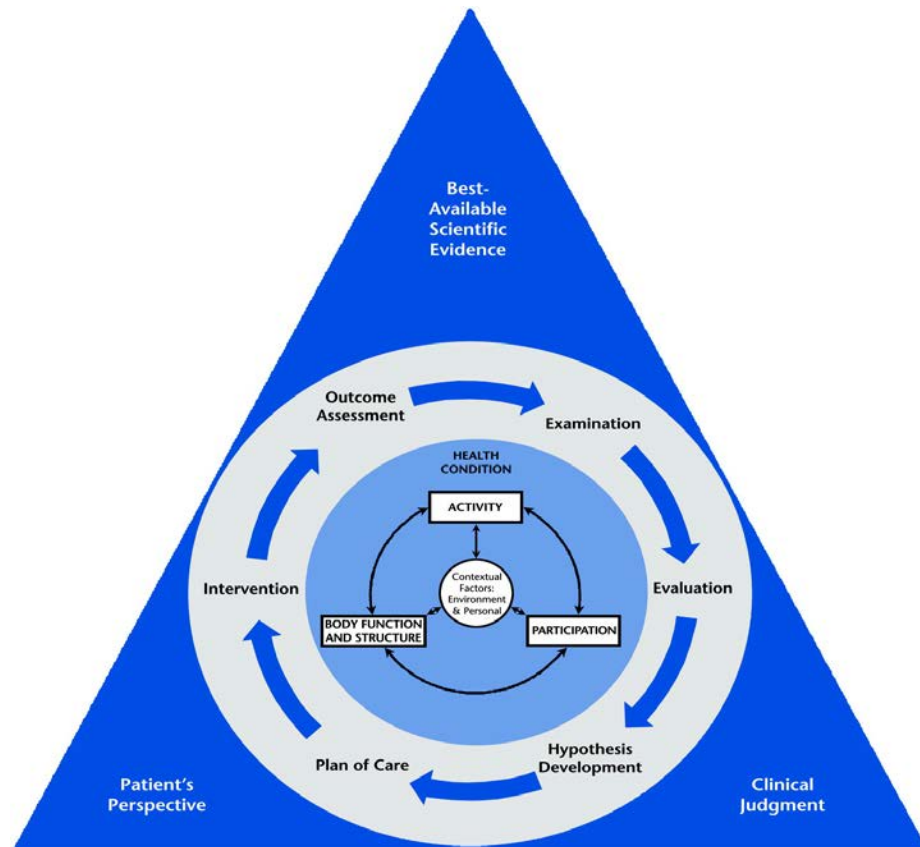 Best-
Available
Scientific
Evidence
Outcome
Assessment
Examination
HEALTH
CONDITION
ACTIVITY
Contextual
Factors:
Environment
& Personal
Intervention
Evaluation
BODY FUNCTION
AND STRUCTURE
PARTICIPATION
Plan of Care
Hypothesis
Development
Patient's
Perspective
Clinical
Judgment